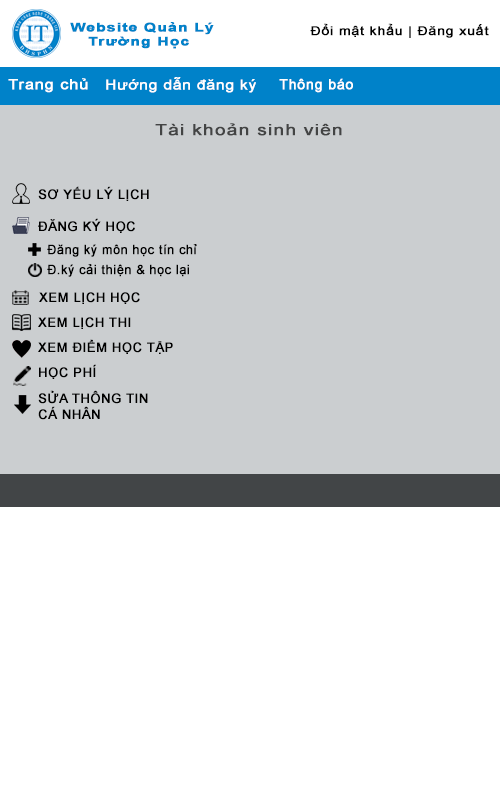 IT
Website Quản Lý
Trường Học
Đổi mật khẩu | Đăng xuất
Trang chủ Hướng dẫn đăng ký Thông báo
Tài khoản sinh viên
SƠ YẾU LÝ LỊCH
ĐĂNG KÝ HỌC
Đăng ký môn học tín chỉ
Đ.ký cải thiện & học lại
XEM LỊCH HỌC
XEM LỊCH THI
XEM ĐIỂM HỌC TẬP
HỌC PHÍ
SỬA THÔNG TIN
CÁ NHÂN